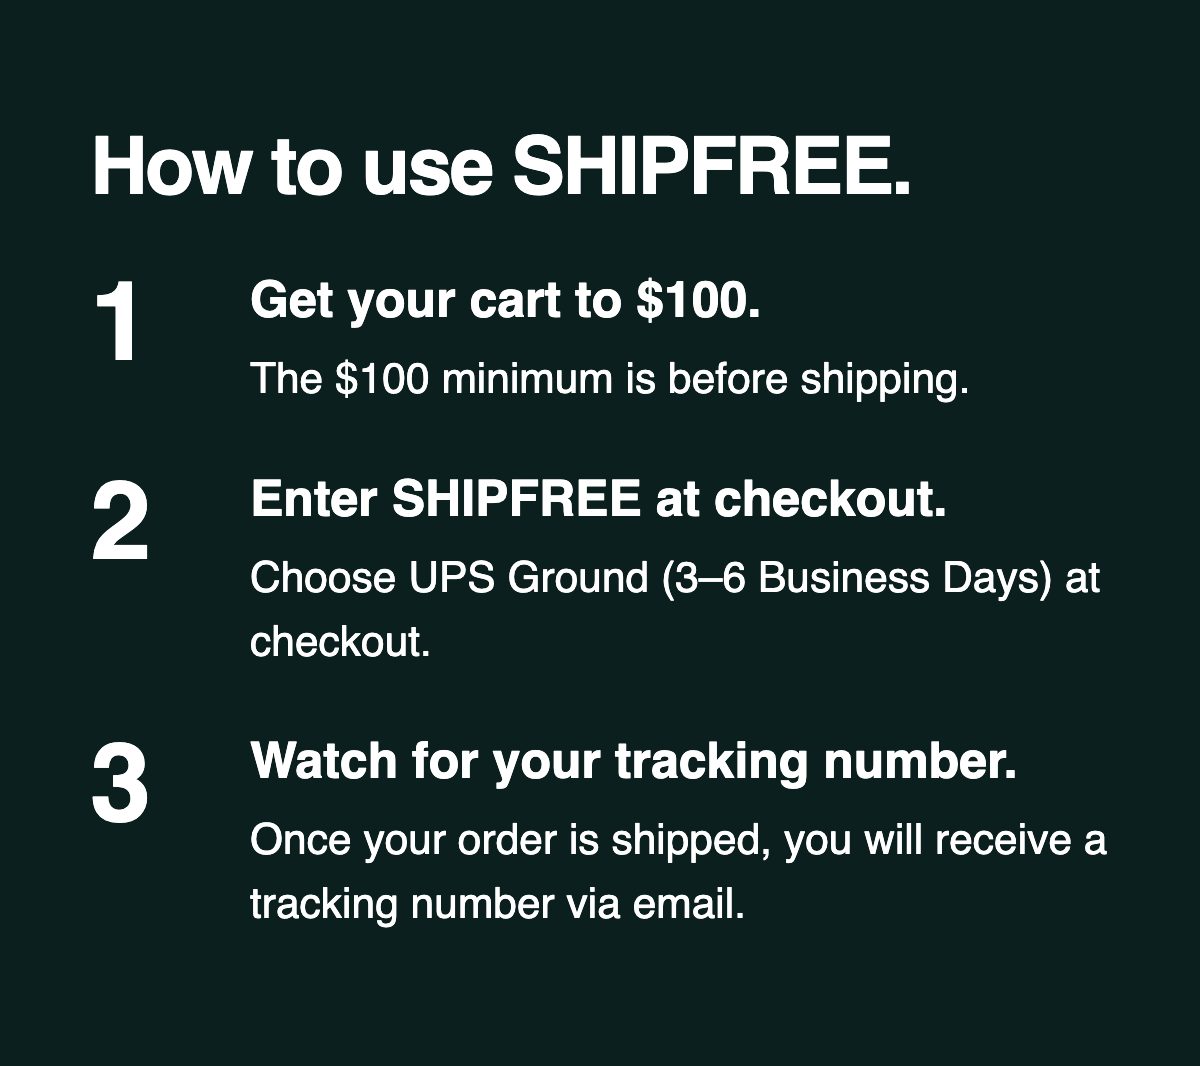 How to use SHIPFREE.
1
Get your cart to $100.
The $100 minimum is before shipping.
2
Enter SHIPFREE at checkout.
Choose UPS Ground (3–6 Business Days) at
checkout.
3
Watch for your tracking number.
Once your order is shipped, you will receive a
tracking number via email.